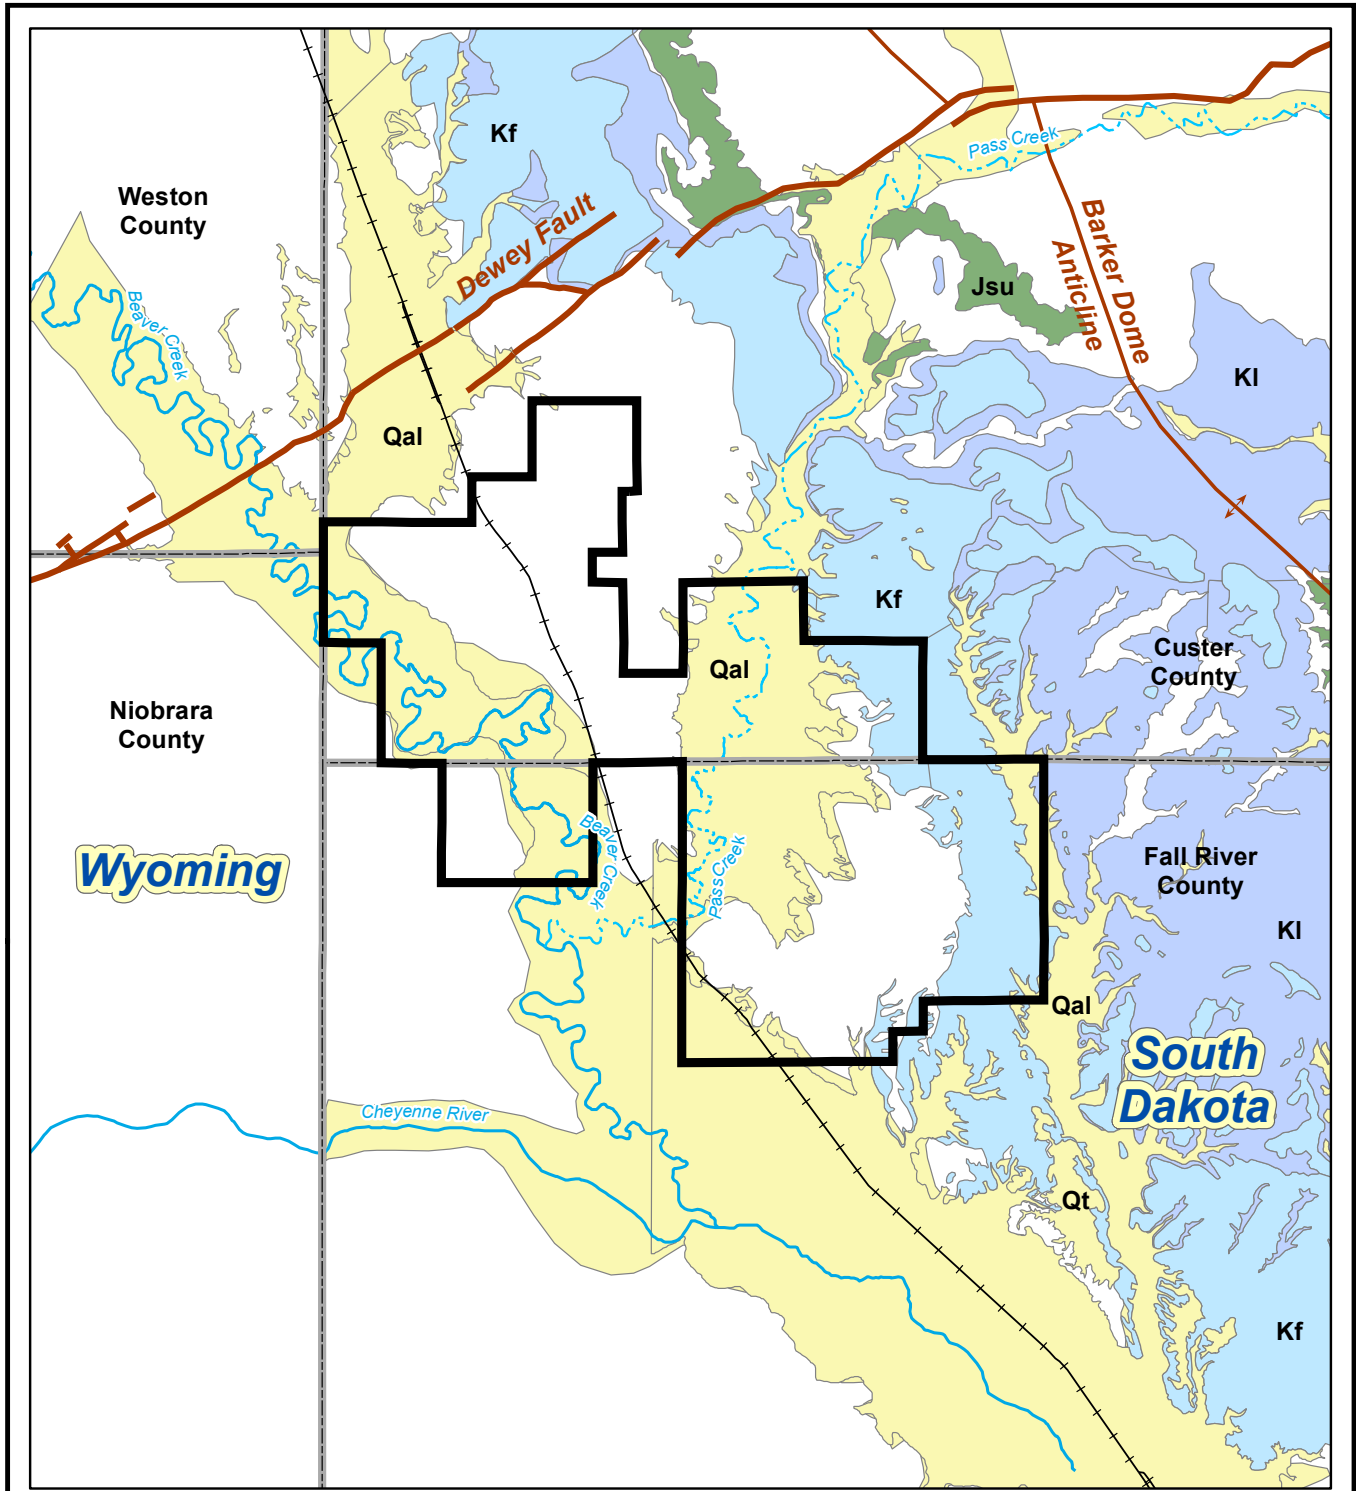 Kf
Pass Creek
Weston
County
Dewey Fault
Barker Dome
Anticline
Jsu
Beaver Creek
Kl
Qal
Kf
Custer
County
Qal
Niobrara
County
Beaver Creek
Pass Creek
Fall River
County
Wyoming
Kl
Qal
South
Dakota
Cheyenne River
Qt
Kf